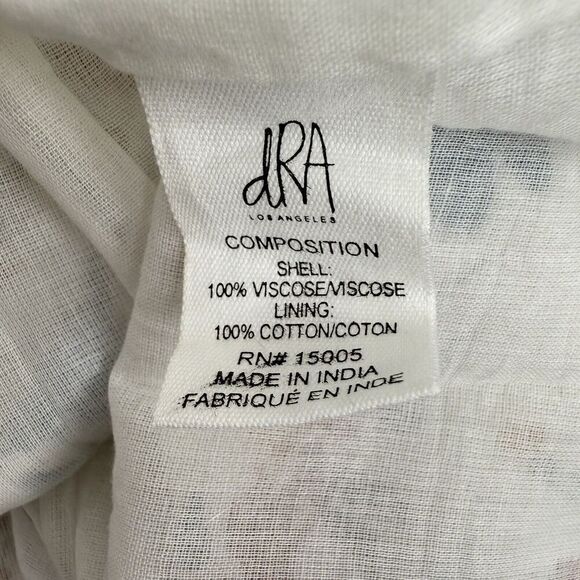 dRA
LOS ANGELES
COMPOSITION
SHELL:
100% VISCOSE/VISCOSE
LINING:
100% COTTON/COTON
RN# 15005
MADE IN INDIA
FABRIQUÉ EN INDE